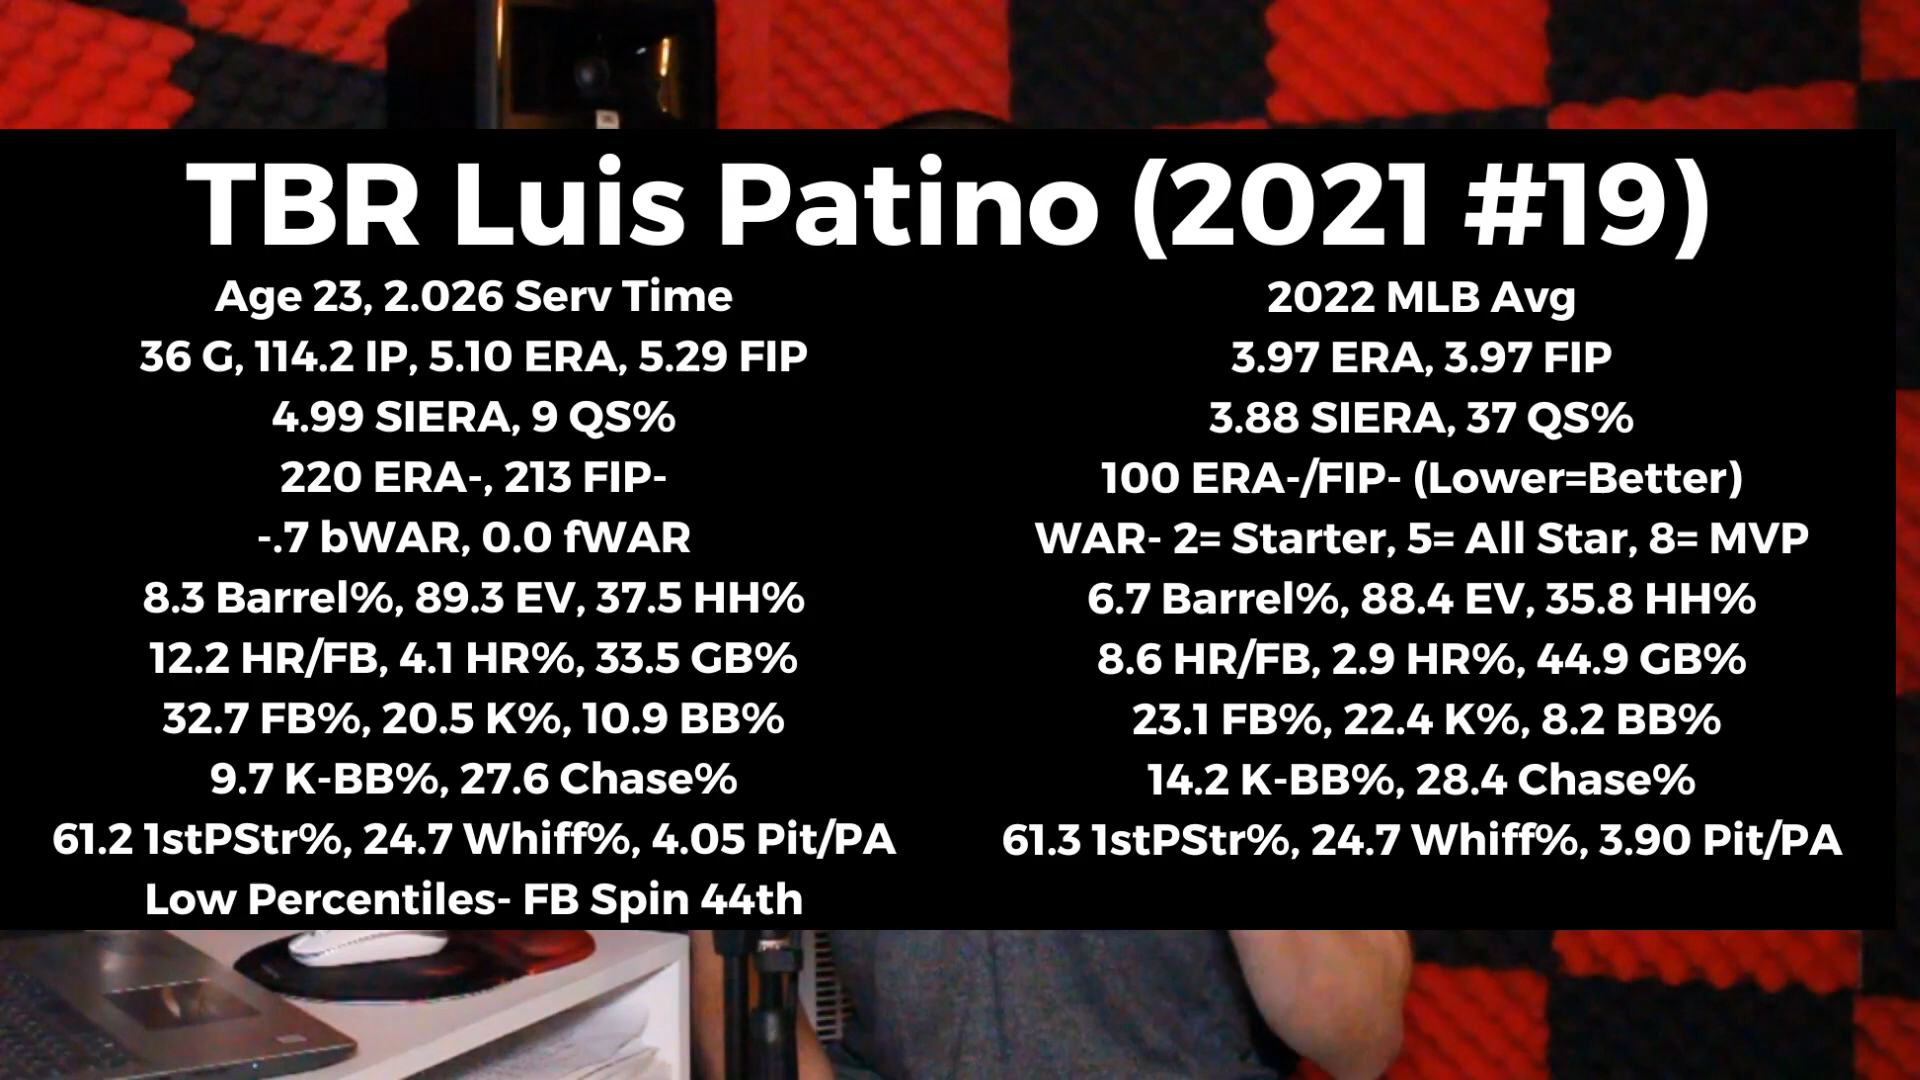 TBR Luis Patino (2021 #19)
Age 23, 2.026 Serv Time
36 G, 114.2 IP, 5.10 ERA, 5.29 FIP
4.99 SIERA, 9 QS%
220 ERA-, 213 FIP-
-.7 bWAR, 0.0 fWAR
8.3 Barrel%, 89.3 EV, 37.5 HH%
12.2 HR/FB, 4.1 HR%, 33.5 GB%
32.7 FB%, 20.5 K%, 10.9 BB%
9.7 K-BB%, 27.6 Chase%
61.2 1stPStr%, 24.7 Whiff%, 4.05 Pit/PA
Low Percentiles- FB Spin 44th
2022 MLB Avg
3.97 ERA, 3.97 FIP
3.88 SIERA, 37 QS%
100 ERA-/FIP- (Lower=Better)
WAR- 2= Starter, 5= All Star, 8= MVP
6.7 Barrel%, 88.4 EV, 35.8 HH%
8.6 HR/FB, 2.9 HR%, 44.9 GB%
23.1 FB%, 22.4 K%, 8.2 BB%
14.2 K-BB%, 28.4 Chase%
61.3 1stPStr%, 24.7 Whiff%, 3.90 Pit/PA